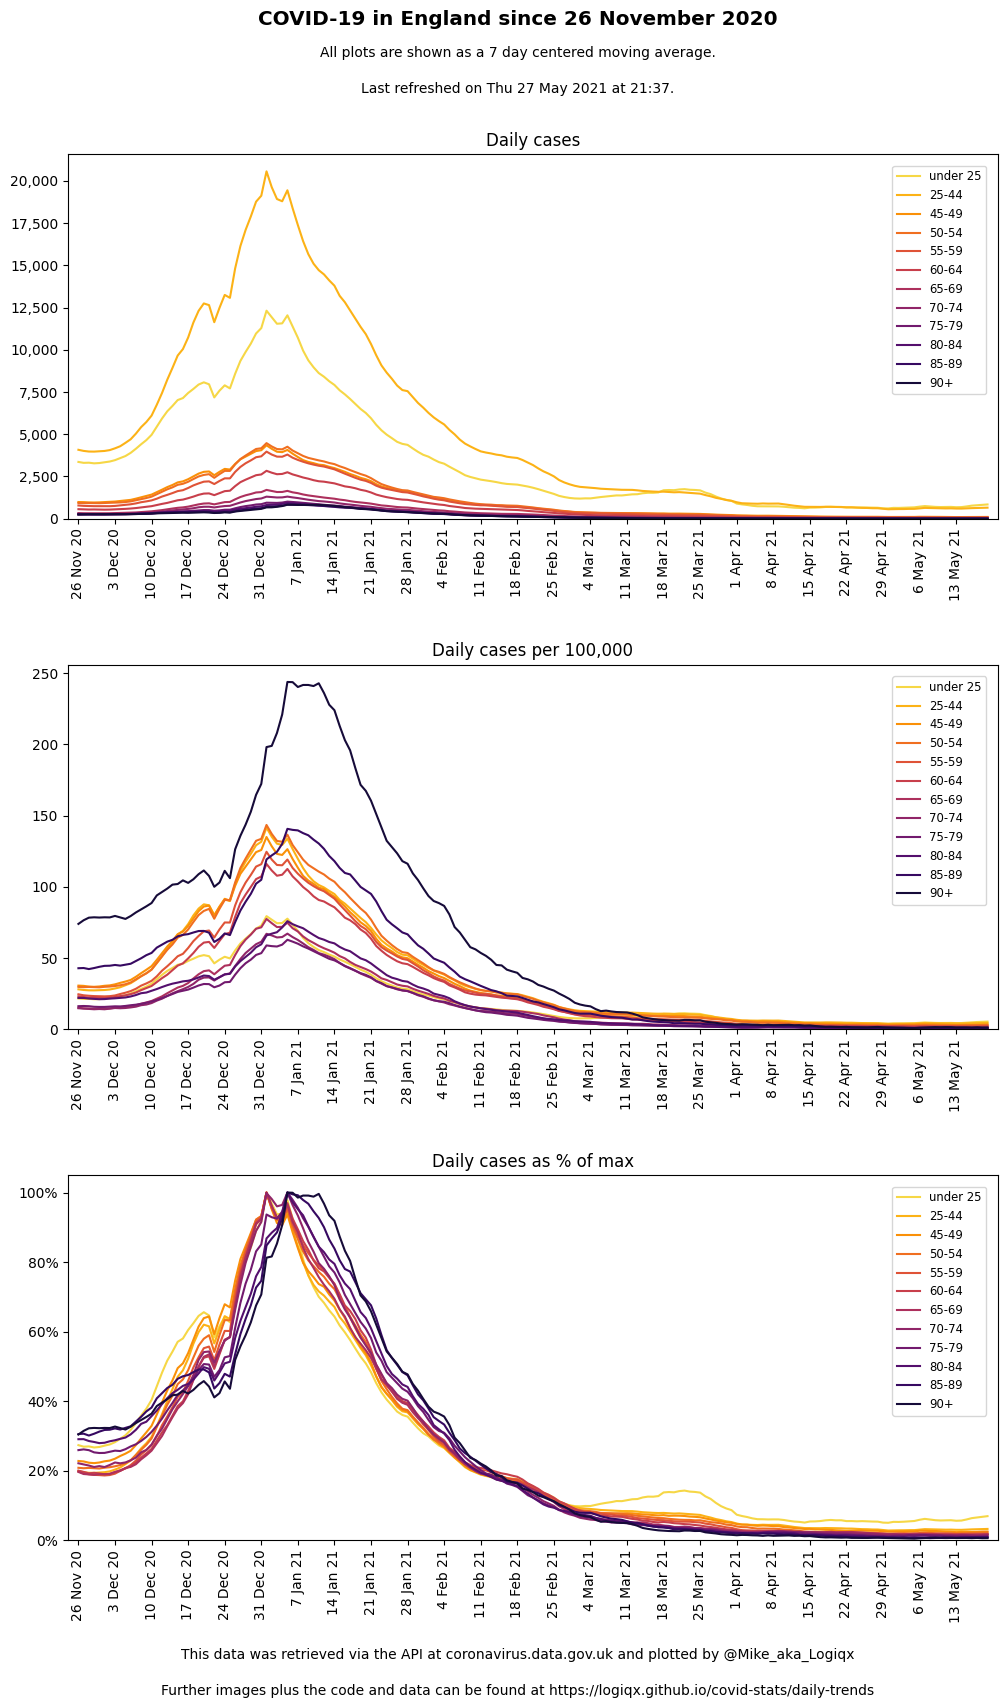 COVID-19 in England since 26 November 2020
All plots are shown as a 7 day centered moving average.
Last refreshed on Thu 27 May 2021 at 21:37.
Daily cases
20,000
17,500
15,000
12,500
10,000
7,500
5,000
2,500
0
under 25
25-44
45-49
50-54
55-59
60-64
65-69
70-74
75-79
80-84
85-89
90+
26 Nov 20
3 Dec 20
10 Dec 20
17 Dec 20
24 Dec 20
31 Dec 20
7 Jan 21
14 Jan 21
21 Jan 21
28 Jan 21
4 Feb 21
11 Feb 21
18 Feb 21
25 Feb 21
4 Mar 21
11 Mar 21
18 Mar 21
25 Mar 21
1 Apr 21
8 Apr 21
15 Apr 21
22 Apr 21
29 Apr 21
6 May 21
13 May 21
Daily cases per 100,000
250
200
150
100
50
0
under 25
25-44
45-49
50-54
55-59
60-64
65-69
70-74
75-79
80-84
85-89
90+
26 Nov 20
3 Dec 20
10 Dec 20
17 Dec 20
24 Dec 20
31 Dec 20
7 Jan 21
14 Jan 21
21 Jan 21
28 Jan 21
4 Feb 21
11 Feb 21
18 Feb 21
25 Feb 21
4 Mar 21
11 Mar 21
18 Mar 21
25 Mar 21
1 Apr 21
8 Apr 21
15 Apr 21
22 Apr 21
29 Apr 21
6 May 21
13 May 21
Daily cases as % of max
100%
80%
60%
40%
20%
0%
under 25
25-44
45-49
50-54
55-59
60-64
65-69
70-74
75-79
80-84
85-89
90+
26 Nov 20
3 Dec 20
10 Dec 20
17 Dec 20
24 Dec 20
31 Dec 20
7 Jan 21
14 Jan 21
21 Jan 21
28 Jan 21
4 Feb 21
11 Feb 21
18 Feb 21
25 Feb 21
4 Mar 21
11 Mar 21
18 Mar 21
25 Mar 21
1 Apr 21
8 Apr 21
15 Apr 21
22 Apr 21
29 Apr 21
6 May 21
13 May 21
This data was retrieved via the API at coronavirus.data.gov.uk and plotted by @Mike_aka_Logiqx
Further images plus the code and data can be found at https://logiqx.github.io/covid-stats/daily-trends